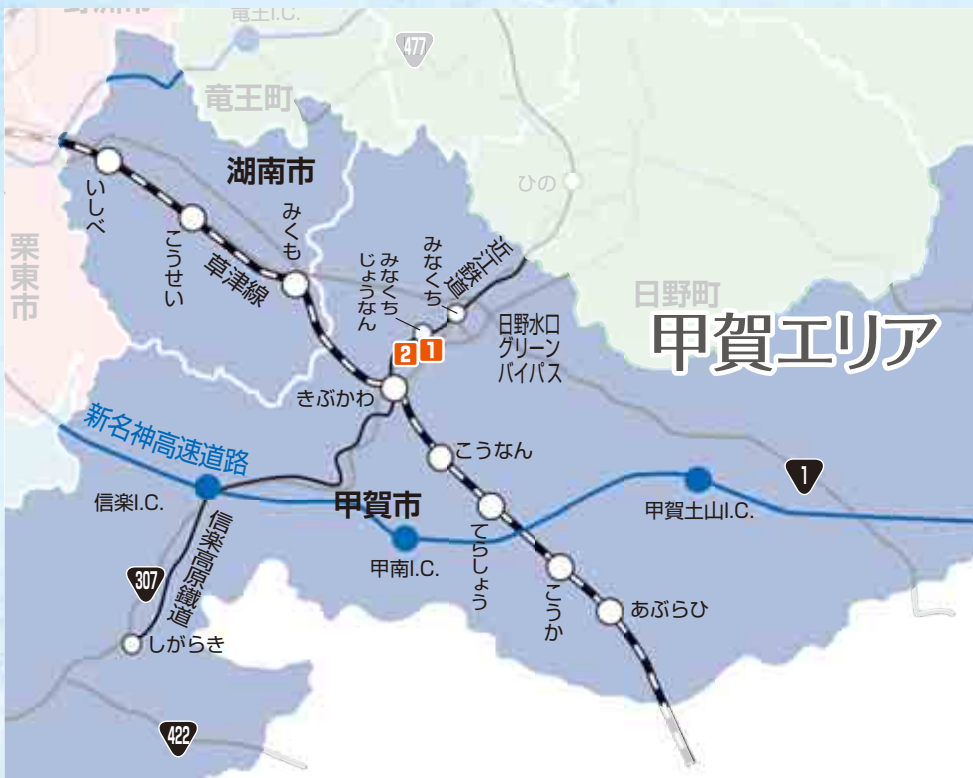 竜王I.C.
477
竜王町
湖南市
ひの
いしべ
こうせい
みくも
草津線
栗東市
みなくち
じょうなん
みなくち
近江鉄道
日野町
日野水口
グリーン
バイパス
2
1
甲賀エリア
きぶかわ
新名神高速道路
こうなん
信楽I.C.
甲賀市
1
甲賀土山I.C.
信楽高原鐵道
甲南I.C.
てらしょう
307
こうか
あぶらひ
しがらき
422